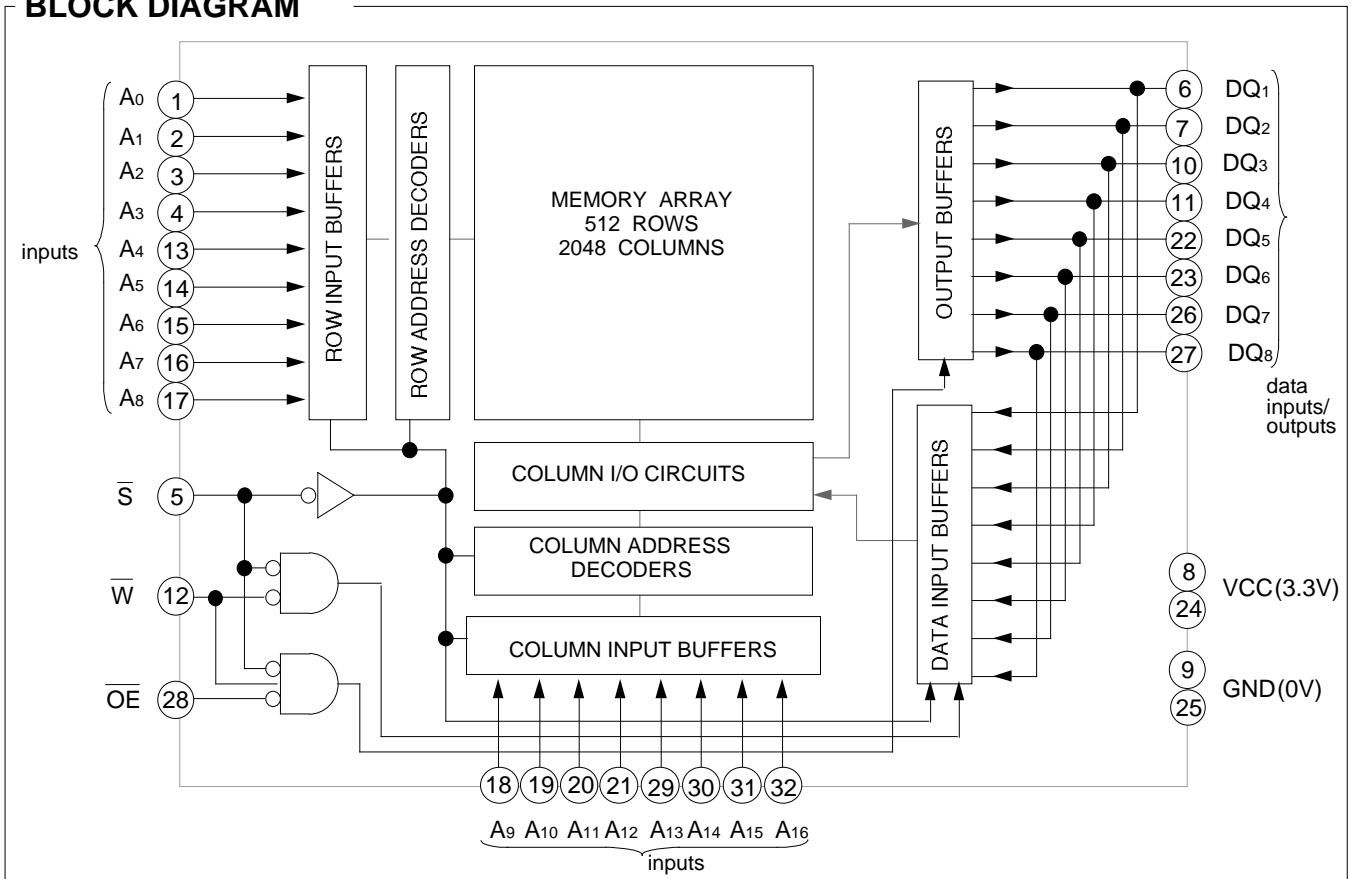 BLOCK DIAGRAM
inputs
A0 1
A1 2
A2 3
A3 4
A4 13
A5 14
A6 15
A7 16
A8 17
S 5
W 12
OE 28
ROW INPUT BUFFERS
ROW ADDRESS DECODERS
MEMORY ARRAY
512 ROWS
2048 COLUMNS
COLUMN I/O CIRCUITS
COLUMN ADDRESS
DECODERS
COLUMN INPUT BUFFERS
OUTPUT BUFFERS
DATA INPUT BUFFERS
6 DQ1
7 DQ2
10 DQ3
11 DQ4
22 DQ5
23 DQ6
26 DQ7
27 DQ8
data
inputs/
outputs
8
24
VCC(3.3V)
9
25
GND(0V)
18 19 20 21 29 30 31 32
A9 A10 A11 A12 A13 A14 A15 A16
inputs